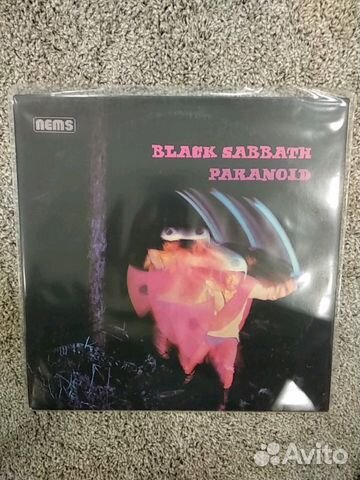 nems
BLACK SABBATH
PARANOID
Avito